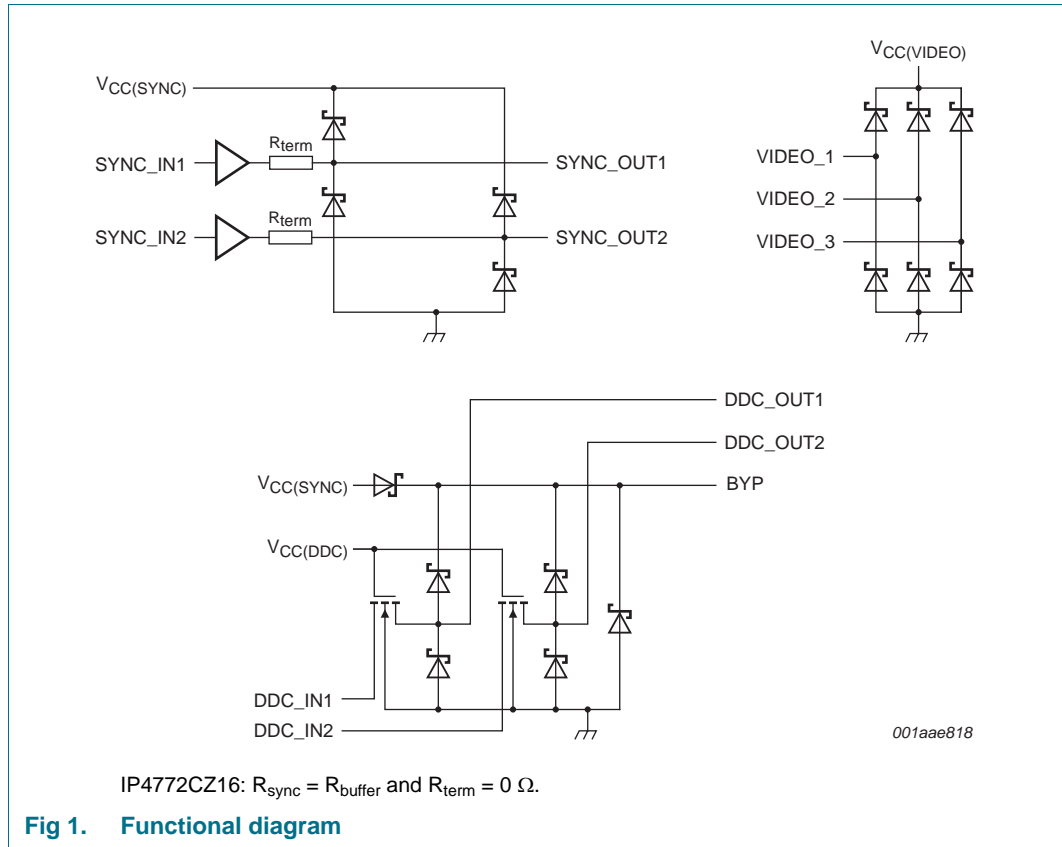 VCC(SYNC)
SYNC_IN1
Rterm
SYNC_OUT1
SYNC_IN2
Rterm
SYNC_OUT2
VCC(VIDEO)
VIDEO_1
VIDEO_2
VIDEO_3
DDC_OUT1
DDC_OUT2
VCC(SYNC)
BYP
VCC(DDC)
DDC_IN1
DDC_IN2
001aae818
IP4772CZ16: Rsync = Rbuffer and Rterm = 0 Ω.
Fig 1. Functional diagram